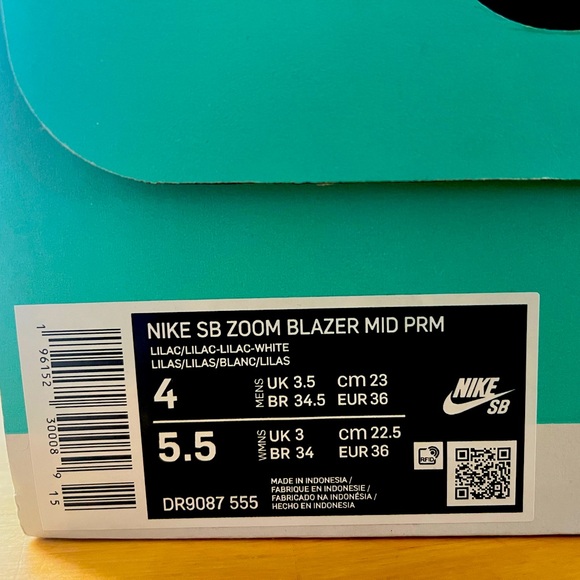 NIKE SB ZOOM BLAZER MID PRM
LILAC/LILAC-LILAC-WHITE
LILAS/LILAS/BLANC/LILAS
4 MENS UK 3.5 cm 23
BR 34.5 EUR 36
5.5 WMNS UK 3 cm 22.5
BR 34 EUR 36
NIKE
SB
RFID
MADE IN INDONESIA /
FABRIQUE EN INDONESIE /
FABRICADO NA INDONÉSIA /
HECHO EN INDONESIA
DR9087 555
1 96152 30008 9 15